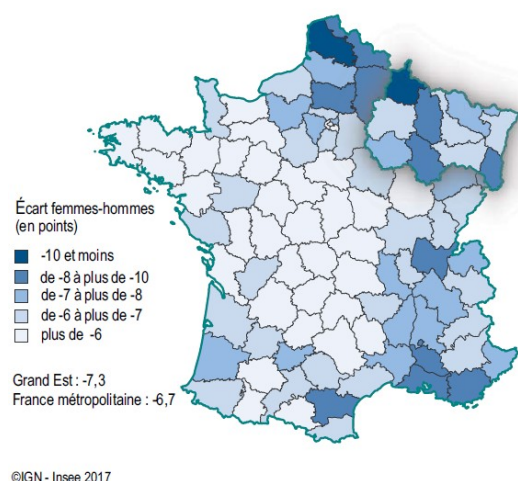 Écart femmes-hommes
(en points)
-10 et moins
de -8 à plus de -10
de -7 à plus de -8
de -6 à plus de -7
plus de -6
Grand Est : -7,3
France métropolitaine : -6,7
©IGN - Insee 2017